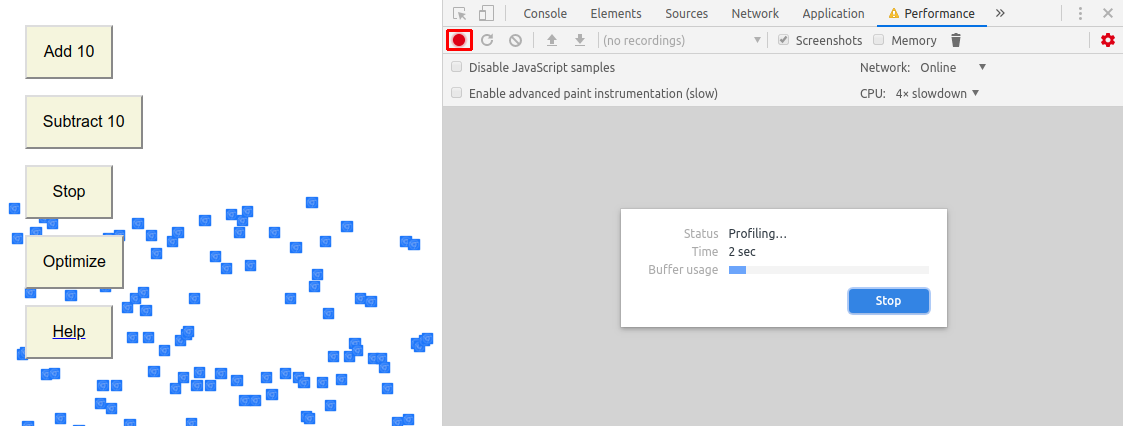 Add 10
Subtract 10
Stop
Optimize
Help
Console Elements Sources Network Application Performance »
(no recordings) Screenshots Memory
Disable JavaScript samples Network: Online
Enable advanced paint instrumentation (slow) CPU: 4× slowdown
Status Profiling…
Time 2 sec
Buffer usage
Stop